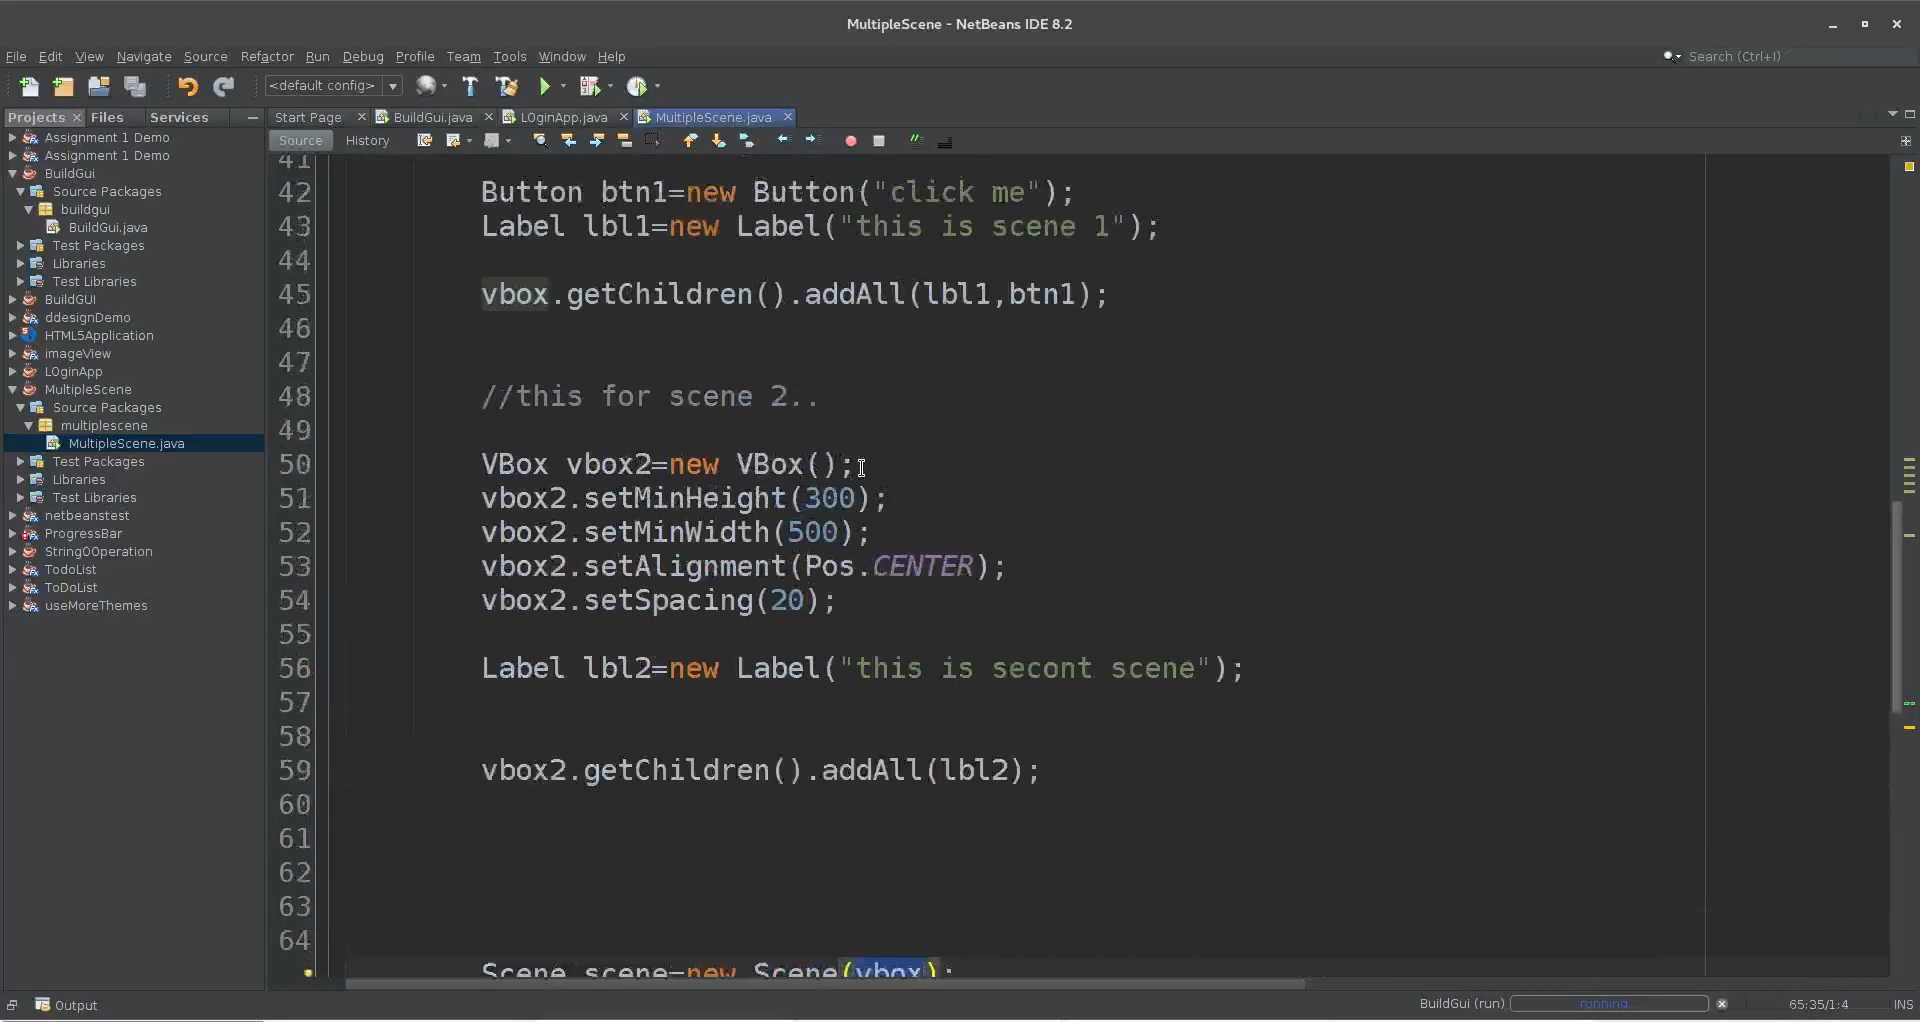 MultipleScene - NetBeans IDE 8.2
File Edit View Navigate Source Refactor Run Debug Profile Team Tools Window Help
Search (Ctrl+I)
<default config>
Projects Files Services
Start Page BuildGui.java LOginApp.java MultipleScene.java
Source History
Assignment 1 Demo
Assignment 1 Demo
BuildGui
Source Packages
buildgui
BuildGui.java
Test Packages
Libraries
Test Libraries
BuildGUI
ddesignDemo
HTML5Application
imageView
LOginApp
MultipleScene
Source Packages
multiplescene
MultipleScene.java
Test Packages
Libraries
Test Libraries
netbeanstest
ProgressBar
StringOOperation
TodoList
ToDoList
useMoreThemes
41
42 Button btn1=new Button("click me");
43 Label lbl1=new Label("this is scene 1");
44
45 vbox.getChildren().addAll(lbl1,btn1);
46
47
48 //this for scene 2..
49
50 VBox vbox2=new VBox();
51 vbox2.setMinHeight(300);
52 vbox2.setMinWidth(500);
53 vbox2.setAlignment(Pos.CENTER);
54 vbox2.setSpacing(20);
55
56 Label lbl2=new Label("this is secont scene");
57
58
59 vbox2.getChildren().addAll(lbl2);
60
61
62
63
64
Scene scene=new Scene(vbox);
Output
BuildGui (run) running... 65:35/1:4 INS